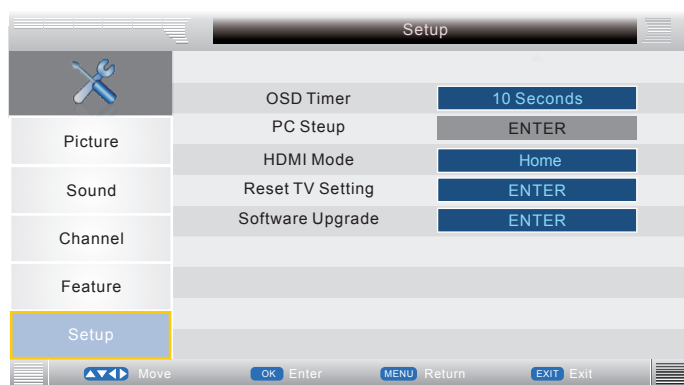 Setup
OSD Timer 10 Seconds
PC Steup ENTER
HDMI Mode Home
Reset TV Setting ENTER
Software Upgrade ENTER
Picture
Sound
Channel
Feature
Setup
Move OK Enter MENU Return EXIT Exit